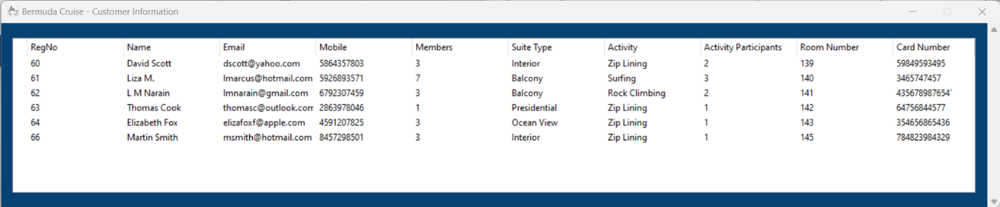 Bermuda Cruise - Customer Information
RegNo Name Email Mobile Members Suite Type Activity Activity Participants Room Number Card Number
60 David Scott dscott@yahoo.com 5864357803 3 Interior Zip Lining 2 139 59849593495
61 Liza M. lmarcus@hotmail.com 5926893571 7 Balcony Surfing 3 140 3465747457
62 L M Narain lmnarain@gmail.com 6792307459 3 Balcony Rock Climbing 2 141 435678987654`
63 Thomas Cook thomasc@outlook.com 2863978046 1 Presidential Zip Lining 1 142 64756844577
64 Elizabeth Fox elizafoxf@apple.com 4591207825 3 Ocean View Zip Lining 1 143 354656865436
66 Martin Smith msmith@hotmail.com 8457298501 3 Interior Zip Lining 1 145 784823984329